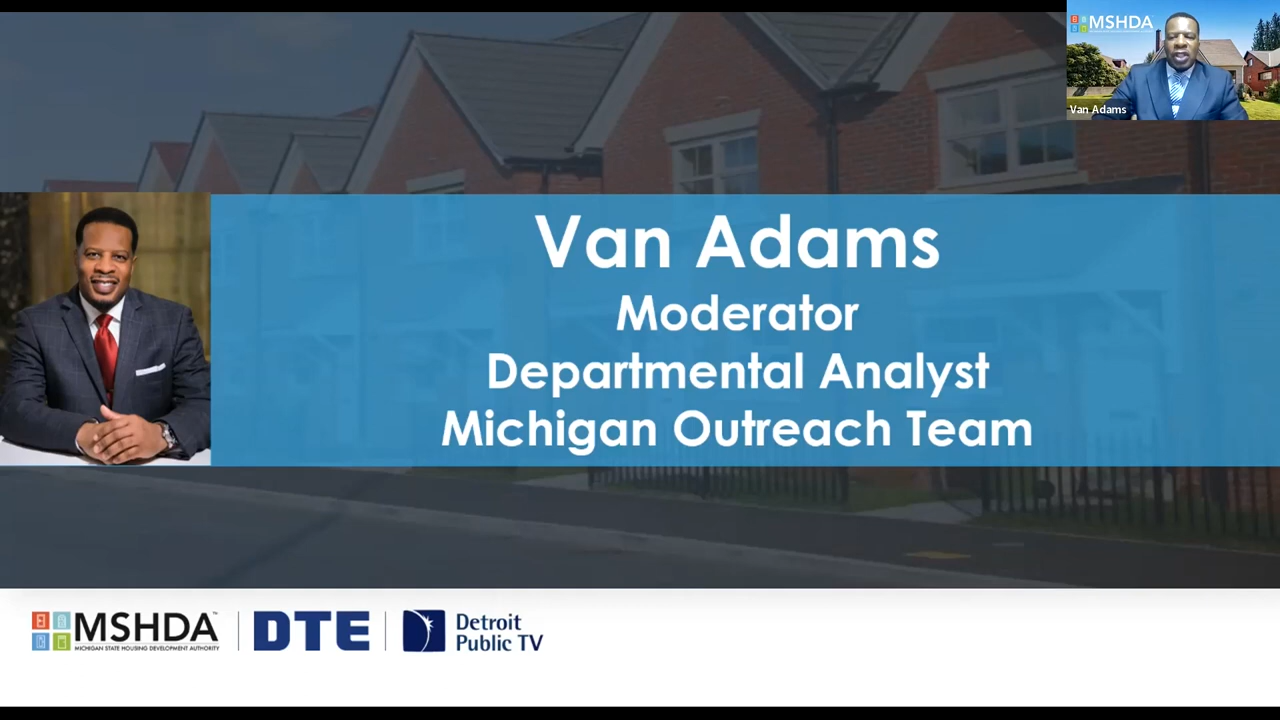 MSHDA
Van Adams
Van Adams
Moderator
Departmental Analyst
Michigan Outreach Team
MSHDA™
MICHIGAN STATE HOUSING DEVELOPMENT AUTHORITY
DTE
Detroit
Public TV